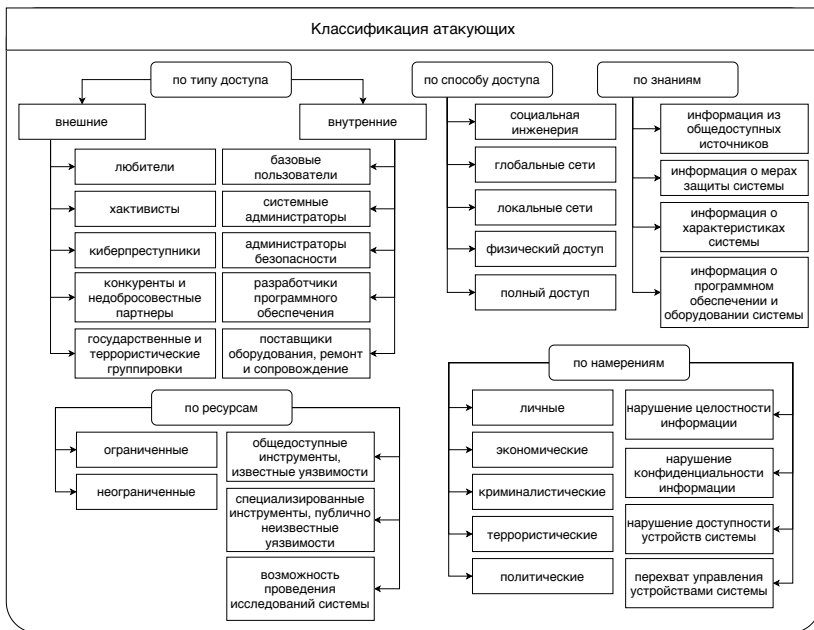 Классификация атакующих
по типу доступа
внешние
внутренние
любители
хактивисты
киберпреступники
конкуренты и
недобросовестные
партнеры
государственные и
террористические
группировки
базовые
пользователи
системные
администраторы
администраторы
безопасности
разработчики
программного
обеспечения
поставщики
оборудования, ремонт
и сопровождение
по способу доступа
социальная
инженерия
глобальные сети
локальные сети
физический доступ
полный доступ
по знаниям
информация из
общедоступных
источников
информация о мерах
защиты системы
информация о
характеристиках
системы
информация о
программном
обеспечении и
оборудовании системы
по ресурсам
ограниченные
неограниченные
общедоступные
инструменты,
известные уязвимости
специализированные
инструменты, публично
неизвестные
уязвимости
возможность
проведения
исследований системы
по намерениям
личные
экономические
криминалистические
террористические
политические
нарушение целостности
информации
нарушение
конфиденциальности
информации
нарушение доступности
устройств системы
перехват управления
устройствами системы